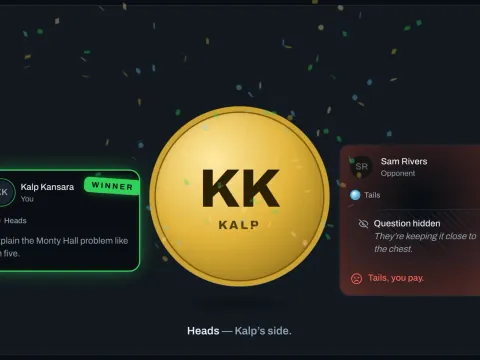 KK
Kalp Kansara
You
WINNER
Heads
plain the Monty Hall problem like
five.
KK
KALP
SR
Sam Rivers
Opponent
Tails
Question hidden
They're keeping it close to
the chest.
Tails, you pay.
Heads — Kalp's side.